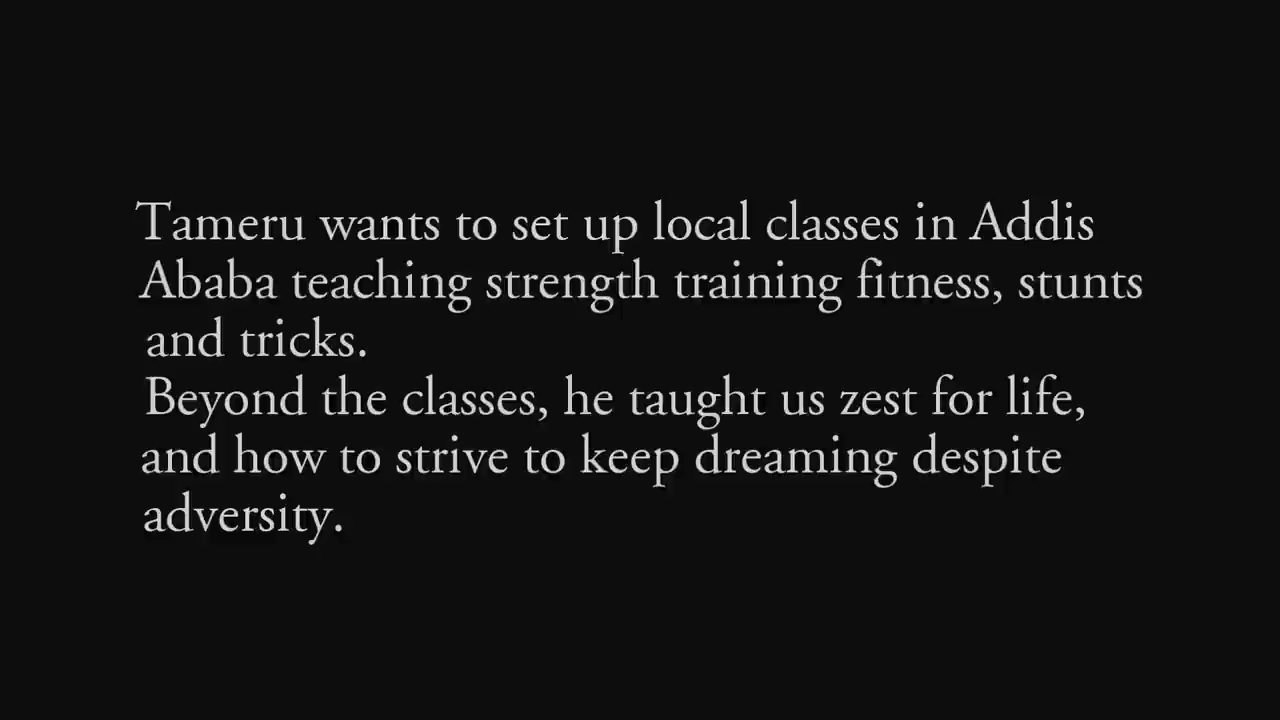 Tameru wants to set up local classes in Addis
Ababa teaching strength training fitness, stunts
and tricks.
Beyond the classes, he taught us zest for life,
and how to strive to keep dreaming despite
adversity.